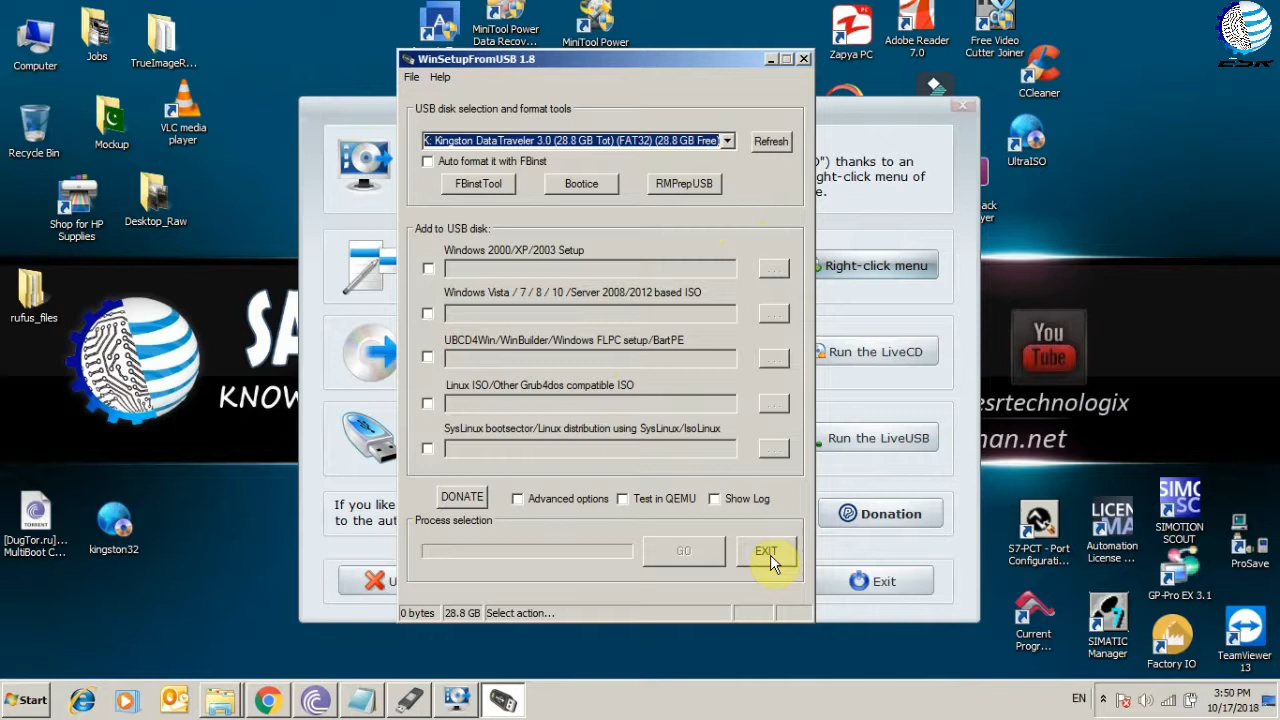 Computer
Jobs
TrueImageR...
MiniTool Power
Data Recov...
MiniTool Power
Zapya PC
Adobe Reader
7.0
Free Video
Cutter Joiner
ESR
Recycle Bin
Mockup
VLC media
player
CCleaner
UltraISO
Shop for HP
Supplies
Desktop_Raw
rufus_files
KNOW
WinSetupFromUSB 1.8
File Help
USB disk selection and format tools
K: Kingston DataTraveler 3.0 (28.8 GB Tot) (FAT32) (28.8 GB Free)
Refresh
Auto format it with FBinst
FBinstTool
Bootice
RMPrepUSB
Add to USB disk:
Windows 2000/XP/2003 Setup
...
Windows Vista / 7 / 8 / 10 /Server 2008/2012 based ISO
...
UBCD4Win/WinBuilder/Windows FLPC setup/BartPE
...
Linux ISO/Other Grub4dos compatible ISO
...
SysLinux bootsector/Linux distribution using SysLinux/IsoLinux
...
DONATE
Advanced options
Test in QEMU
Show Log
Process selection
GO
EXIT
0 bytes
28.8 GB
Select action...
") thanks to an
ight-click menu of
e.
Right-click menu
Run the LiveCD
Run the LiveUSB
If you like
to the aut
Donation
U
Exit
You
Tube
esrtechnologix
man.net
[DugTor.ru]...
MultiBoot C...
kingston32
S7-PCT - Port
Configurati...
Automation
License ...
SIMOTION
SCOUT
ProSave
GP-Pro EX 3.1
Current
Progr...
SIMATIC
Manager
Factory IO
TeamViewer
13
Start
EN
3:50 PM
10/17/2018